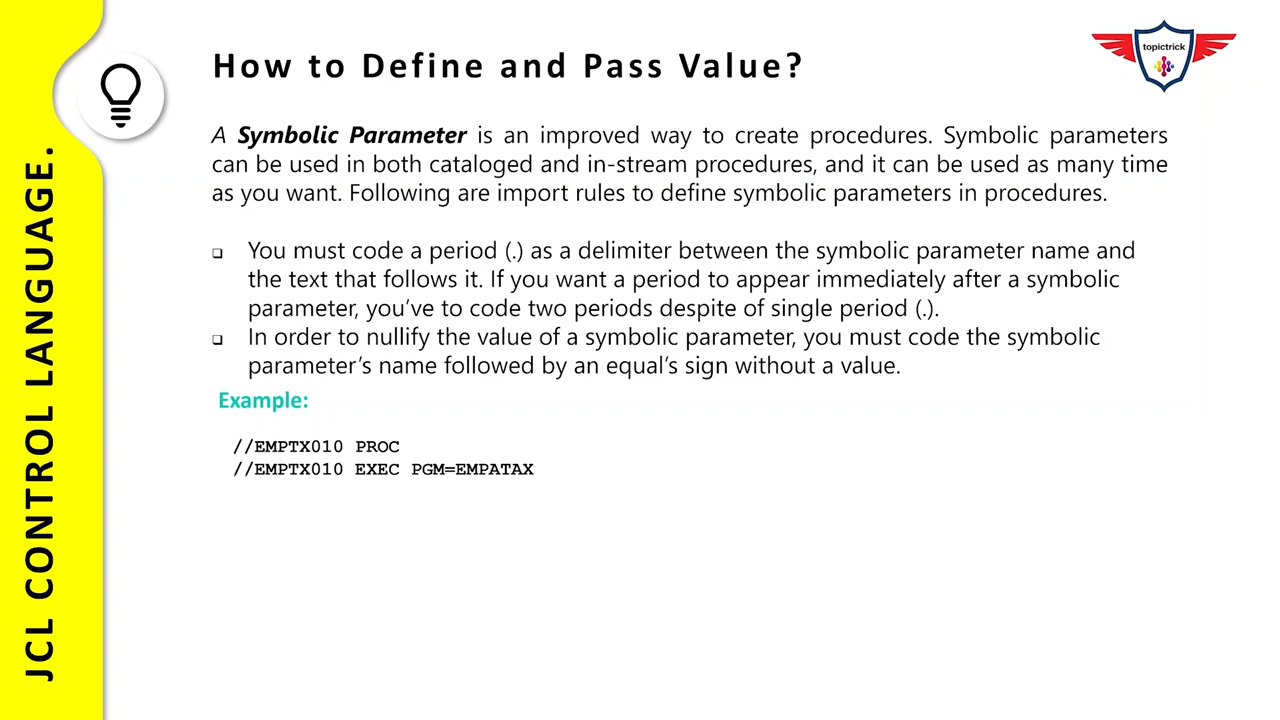 How to Define and Pass Value?
topictrick
A Symbolic Parameter is an improved way to create procedures. Symbolic parameters
can be used in both cataloged and in-stream procedures, and it can be used as many time
as you want. Following are import rules to define symbolic parameters in procedures.
❑ You must code a period (.) as a delimiter between the symbolic parameter name and
the text that follows it. If you want a period to appear immediately after a symbolic
parameter, you’ve to code two periods despite of single period (.).
❑ In order to nullify the value of a symbolic parameter, you must code the symbolic
parameter’s name followed by an equal’s sign without a value.
Example:
//EMPTX010 PROC
//EMPTX010 EXEC PGM=EMPATAX
JCL CONTROL LANGUAGE.